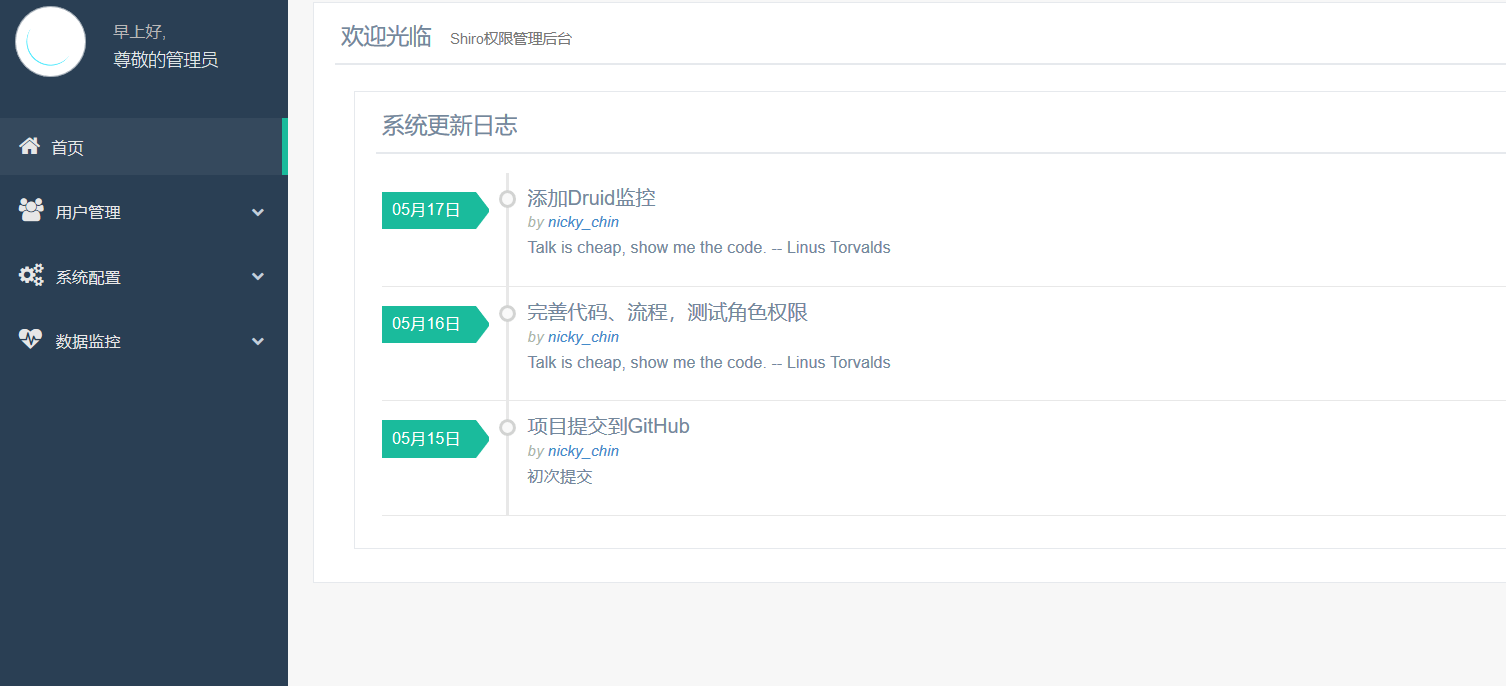 早上好,
尊敬的管理员
首页
用户管理
系统配置
数据监控
欢迎光临 Shiro权限管理后台
系统更新日志
05月17日
添加Druid监控
by nicky_chin
Talk is cheap, show me the code. -- Linus Torvalds
05月16日
完善代码、流程，测试角色权限
by nicky_chin
Talk is cheap, show me the code. -- Linus Torvalds
05月15日
项目提交到GitHub
by nicky_chin
初次提交